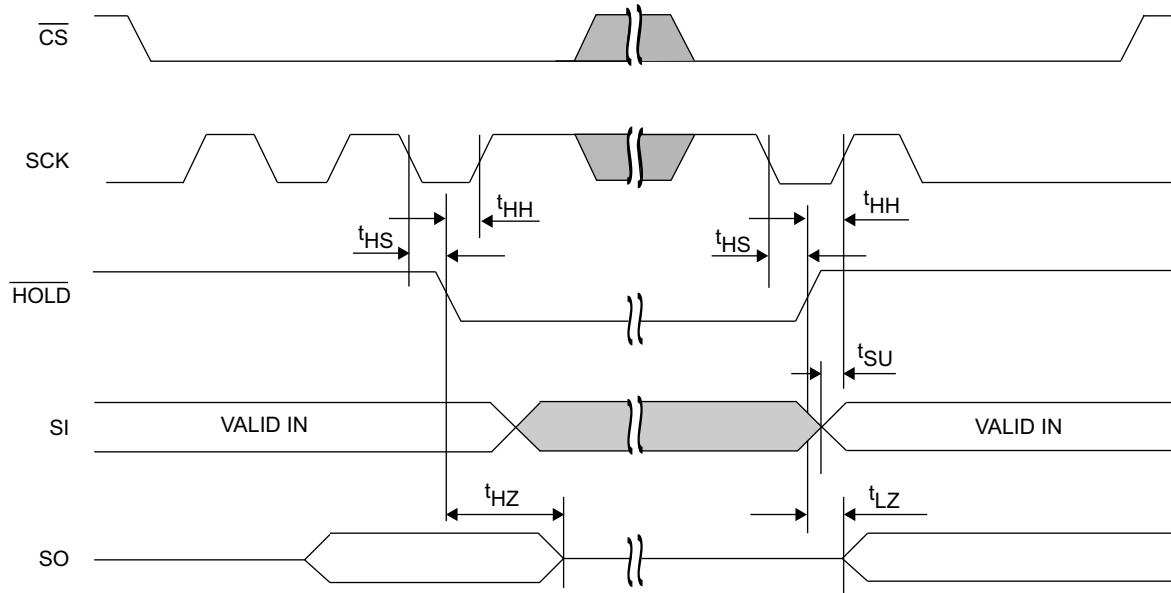 CS
SCK
tHH
tHH
tHS
tHS
HOLD
tSU
SI
VALID IN
VALID IN
tHZ
tLZ
SO